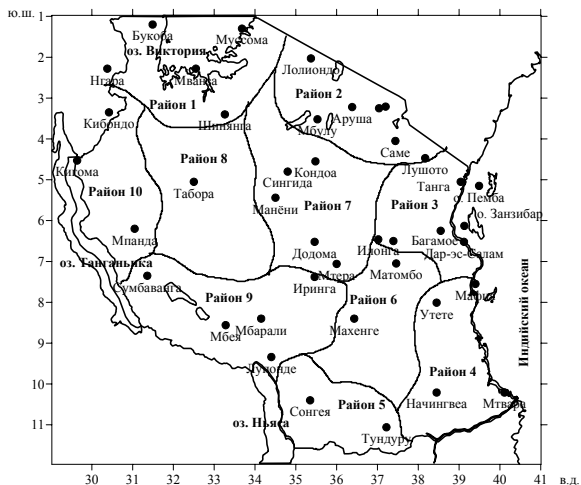 ю.ш.
1
Букоба
Муссома
оз. Виктория
2
Лолиондо
Нгара
Мванза
3
Район 2
Район 1
Кибондо
Шинянга
Аруша
Мбулу
4
Саме
Район 8
Кигома
Кондоа
Лушото
5
Сингида
Танга
Район 10
Табора
о. Пемба
Манёни
Район 7
Район 3
о. Занзибар
6
Мпанда
Багамоё
Додома
Илонга
Дар-эс-Салам
7
оз. Танганьика
Мтера
Матомбо
Сумбаванга
Иринга
Мафия
8
Район 9
Район 6
Утете
Мбея
Мбарали
Махенге
9
Лупонде
Индийский океан
10
Район 4
Сонгея
Район 5
Начингвеа
Мтвара
оз. Ньяса
11
Тундуру
30 31 32 33 34 35 36 37 38 39 40 41 в.д.